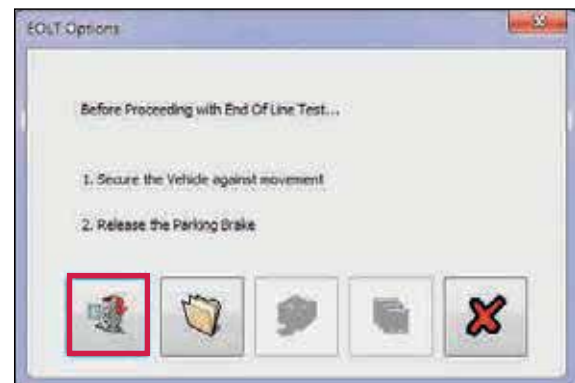 EOLT Options
Before Proceeding with End Of Line Test...
1. Secure the Vehicle against movement
2. Release the Parking Brake